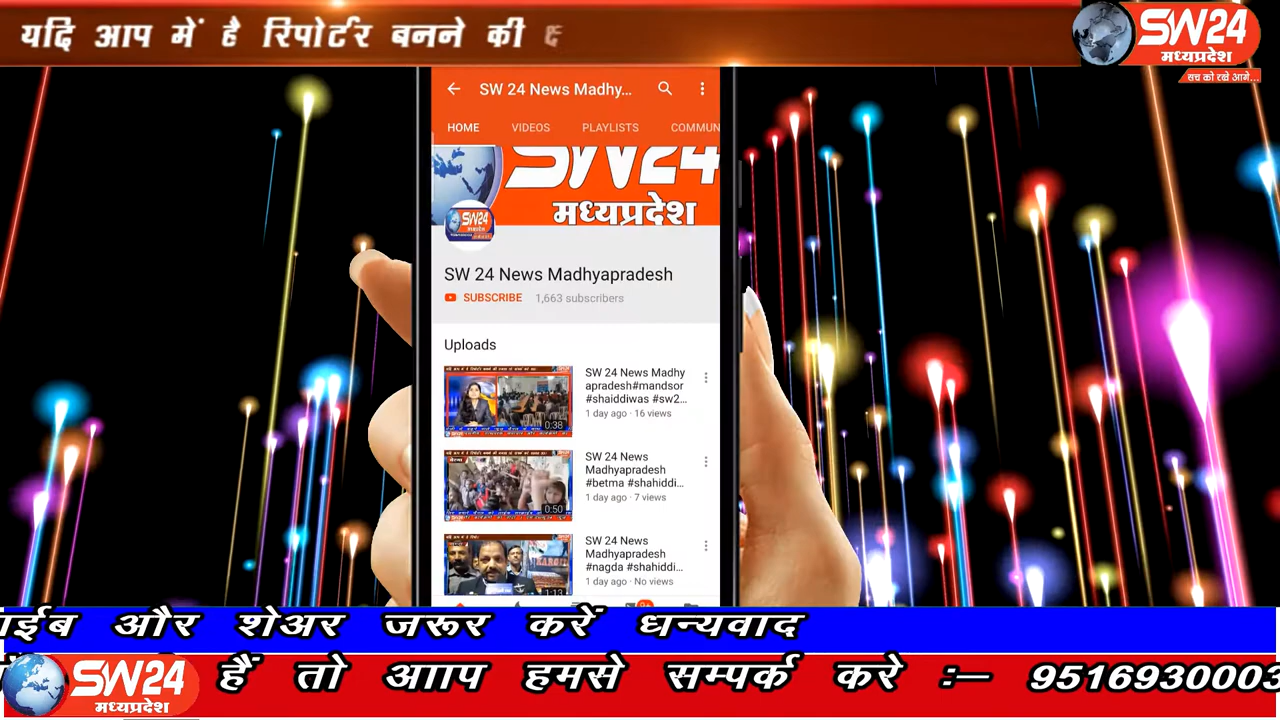 यदि आप में है रिपोर्टर बनने की
SW24
मध्यप्रदेश
सच को रखे आगे...
SW 24 News Madhy...
HOME VIDEOS PLAYLISTS COMMUN
SW24
मध्यप्रदेश
SW24
SW 24 News Madhyapradesh
SUBSCRIBE 1,663 subscribers
Uploads
SW 24 News Madhy
apradesh#mandsor
#shaiddiwas #sw2...
1 day ago · 16 views
0:38
SW 24 News
Madhyapradesh
#betma #shahiddi...
1 day ago · 7 views
0:50
SW 24 News
Madhyapradesh
#nagda #shahiddi...
1 day ago · No views
1:13
ाईब और शेअर जरूर करें धन्यवाद
हैं तो आाप हमसे सम्पर्क करे :– 9516930003
SW24
मध्यप्रदेश